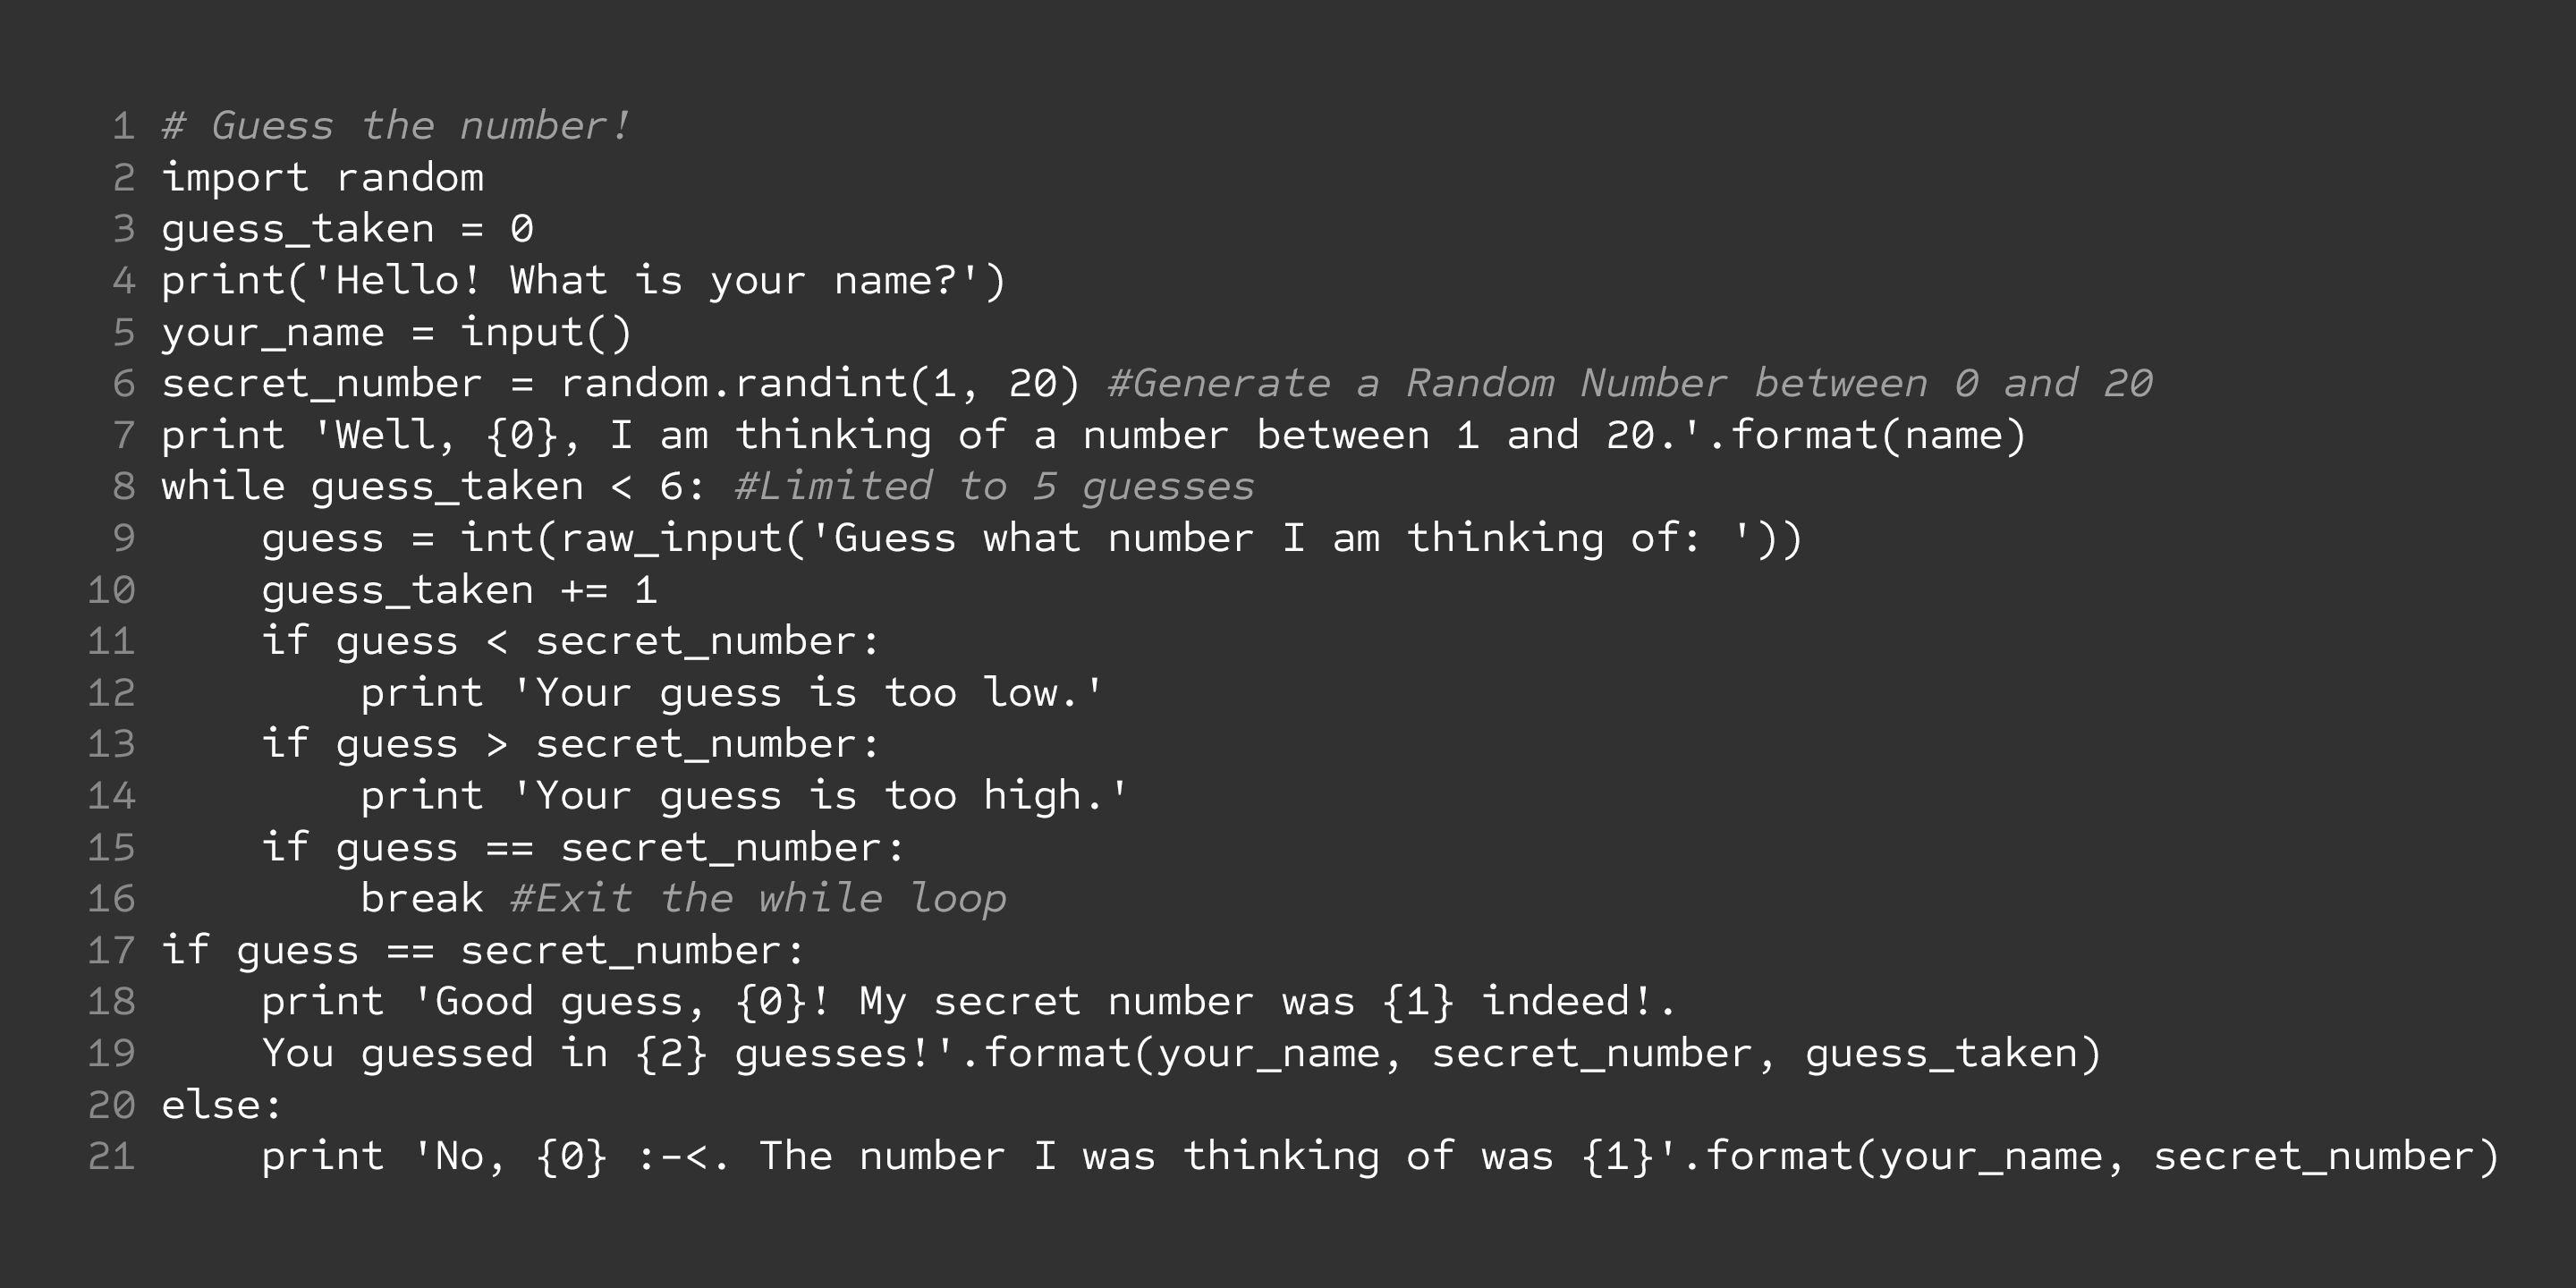 1 # Guess the number!
2 import random
3 guess_taken = 0
4 print('Hello! What is your name?')
5 your_name = input()
6 secret_number = random.randint(1, 20) #Generate a Random Number between 0 and 20
7 print 'Well, {0}, I am thinking of a number between 1 and 20.'.format(name)
8 while guess_taken < 6: #Limited to 5 guesses
9     guess = int(raw_input('Guess what number I am thinking of: '))
10     guess_taken += 1
11     if guess < secret_number:
12         print 'Your guess is too low.'
13     if guess > secret_number:
14         print 'Your guess is too high.'
15     if guess == secret_number:
16         break #Exit the while loop
17 if guess == secret_number:
18     print 'Good guess, {0}! My secret number was {1} indeed!.
19     You guessed in {2} guesses!'.format(your_name, secret_number, guess_taken)
20 else:
21     print 'No, {0} :-<. The number I was thinking of was {1}'.format(your_name, secret_number)